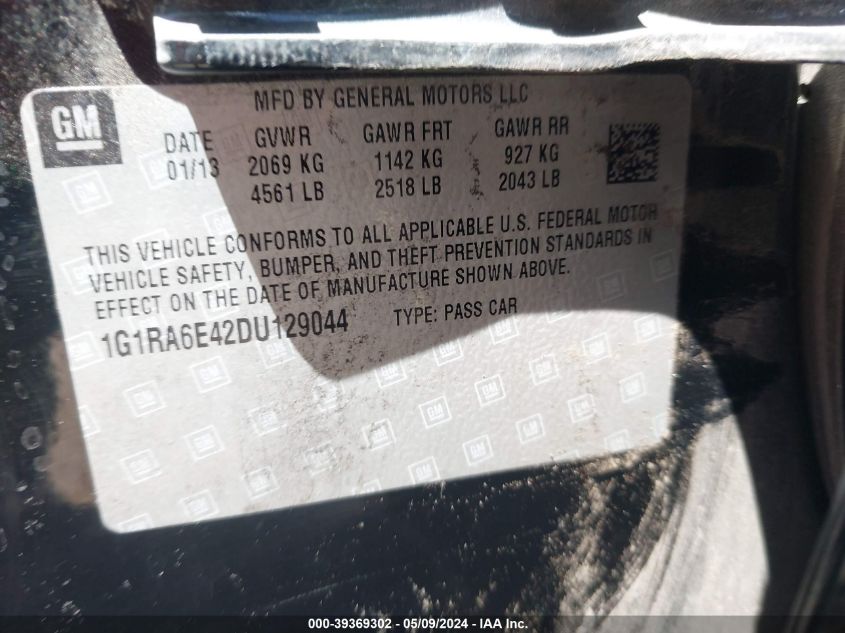 GM
MFD BY GENERAL MOTORS LLC
DATE GVWR GAWR FRT GAWR RR
01/13 2069 KG 1142 KG 927 KG
4561 LB 2518 LB 2043 LB
THIS VEHICLE CONFORMS TO ALL APPLICABLE U.S. FEDERAL MOTOR
VEHICLE SAFETY, BUMPER, AND THEFT PREVENTION STANDARDS IN
EFFECT ON THE DATE OF MANUFACTURE SHOWN ABOVE.
1G1RA6E42DU129044 TYPE: PASS CAR
000-39369302 - 05/09/2024 - IAA Inc.